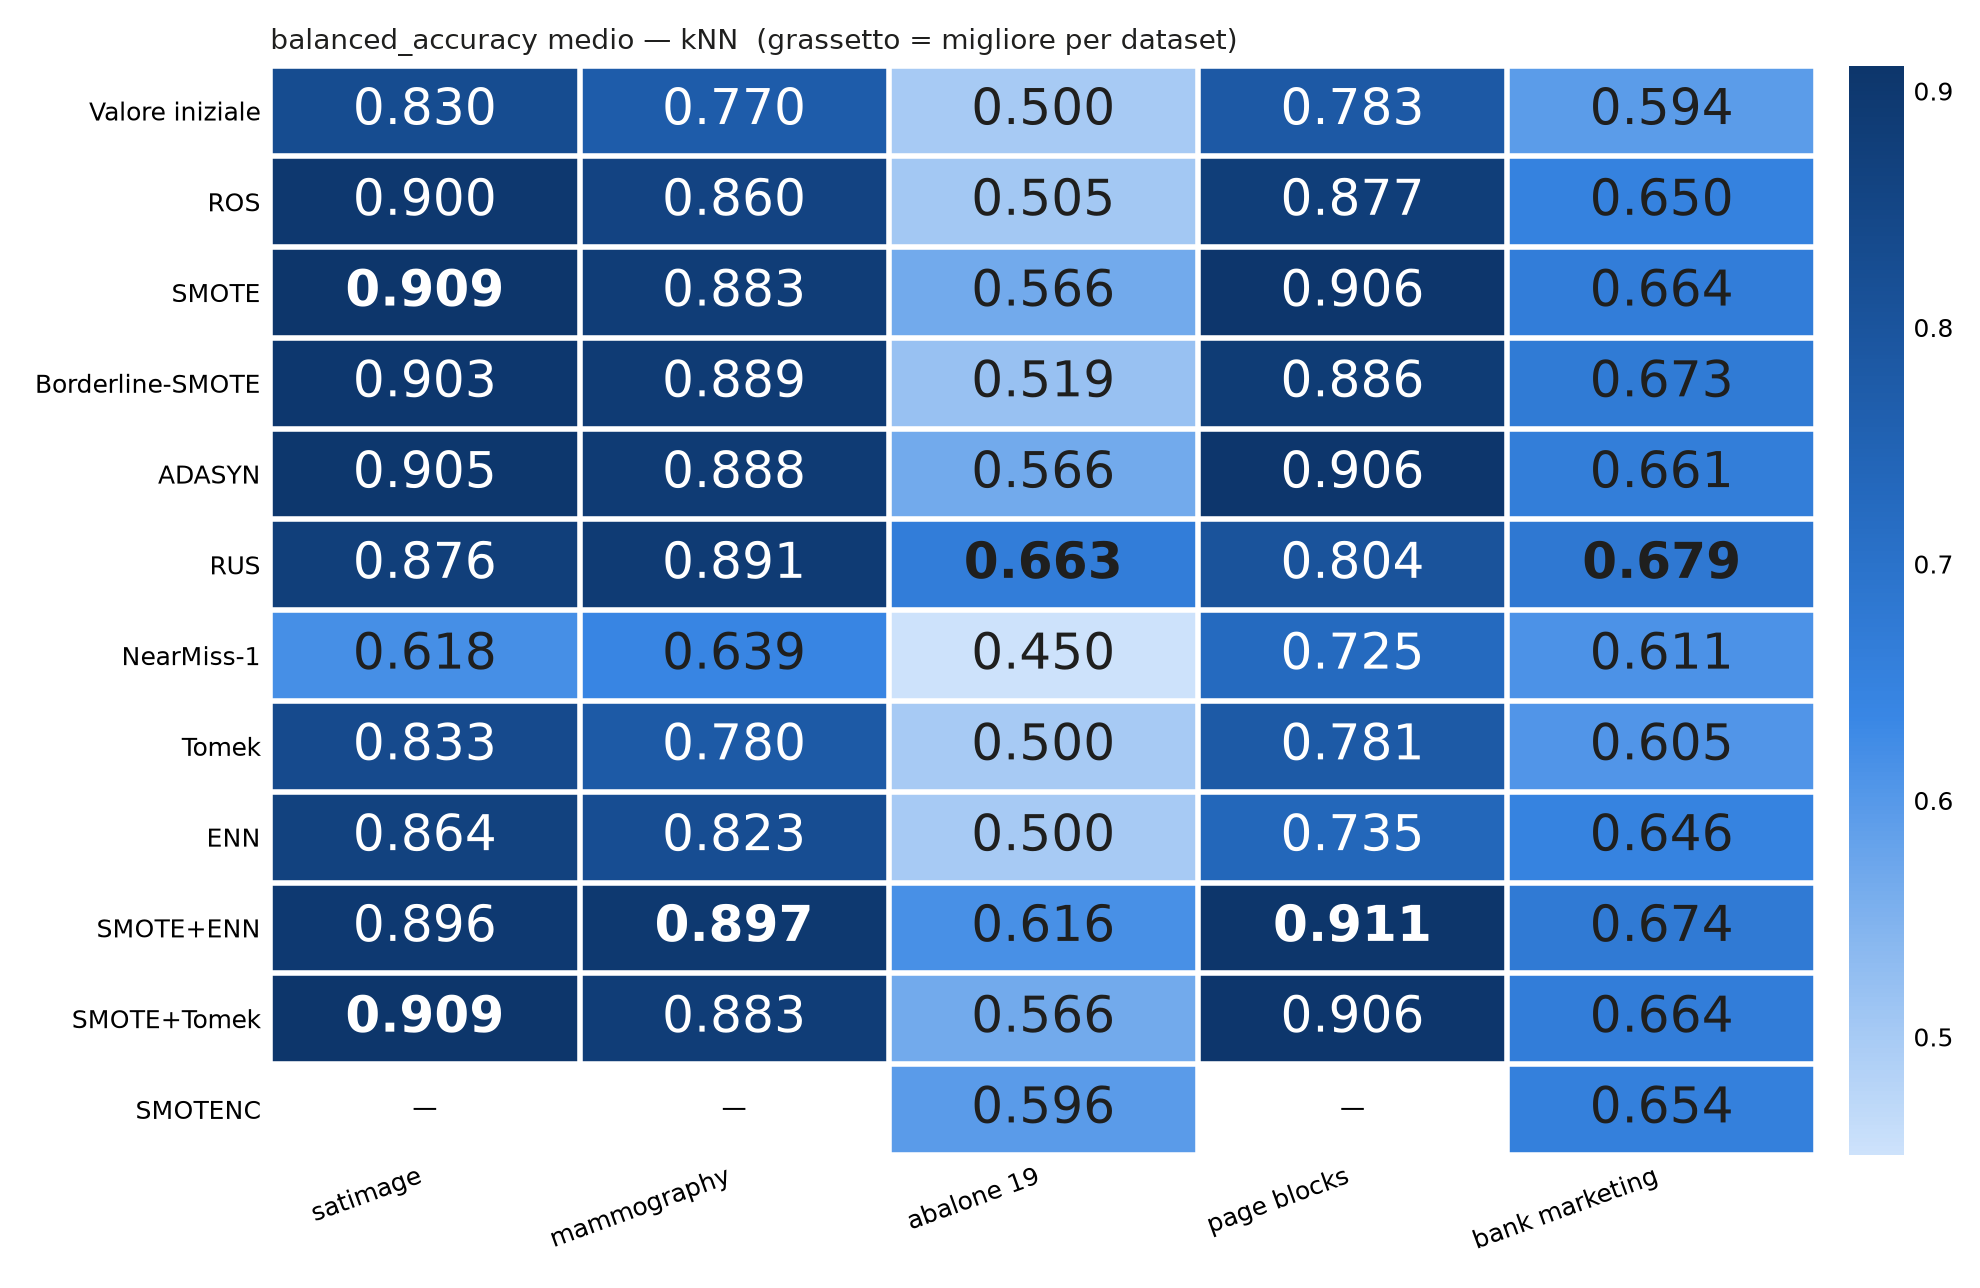 balanced_accuracy medio — kNN  (grassetto = migliore per dataset)
Valore iniziale 0.830 0.770 0.500 0.783 0.594
ROS 0.900 0.860 0.505 0.877 0.650
SMOTE 0.909 0.883 0.566 0.906 0.664
Borderline-SMOTE 0.903 0.889 0.519 0.886 0.673
ADASYN 0.905 0.888 0.566 0.906 0.661
RUS 0.876 0.891 0.663 0.804 0.679
NearMiss-1 0.618 0.639 0.450 0.725 0.611
Tomek 0.833 0.780 0.500 0.781 0.605
ENN 0.864 0.823 0.500 0.735 0.646
SMOTE+ENN 0.896 0.897 0.616 0.911 0.674
SMOTE+Tomek 0.909 0.883 0.566 0.906 0.664
SMOTENC — — 0.596 — 0.654
satimage mammography abalone 19 page blocks bank marketing
0.9
0.8
0.7
0.6
0.5